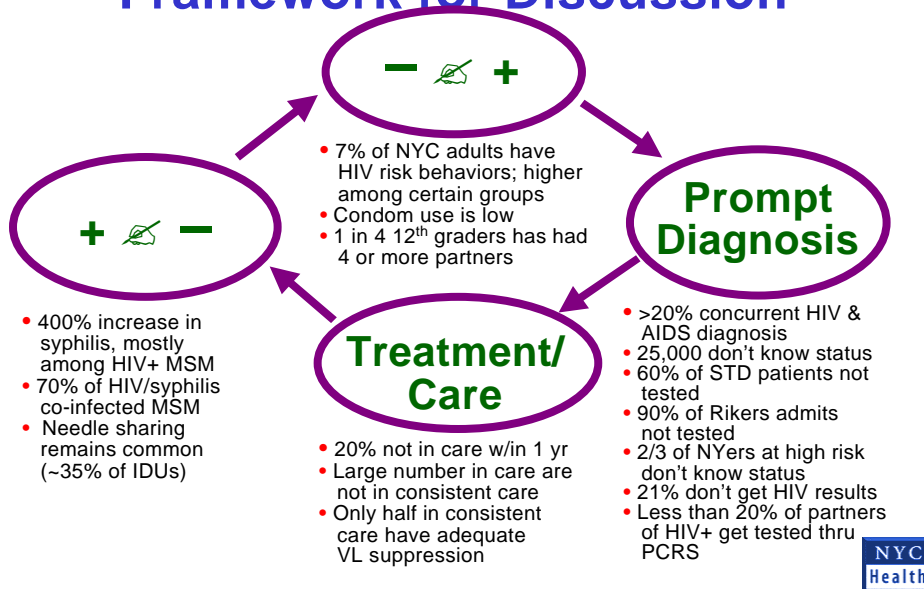 Framework for Discussion
– ✍ +
• 7% of NYC adults have
HIV risk behaviors; higher
among certain groups
• Condom use is low
• 1 in 4 12th graders has had
4 or more partners
Prompt
Diagnosis
• >20% concurrent HIV &
AIDS diagnosis
• 25,000 don't know status
• 60% of STD patients not
tested
• 90% of Rikers admits
not tested
• 2/3 of NYers at high risk
don't know status
• 21% don't get HIV results
• Less than 20% of partners
of HIV+ get tested thru
PCRS
Treatment/
Care
• 20% not in care w/in 1 yr
• Large number in care are
not in consistent care
• Only half in consistent
care have adequate
VL suppression
+ ✍ –
• 400% increase in
syphilis, mostly
among HIV+ MSM
• 70% of HIV/syphilis
co-infected MSM
• Needle sharing
remains common
(~35% of IDUs)
NYC
Health